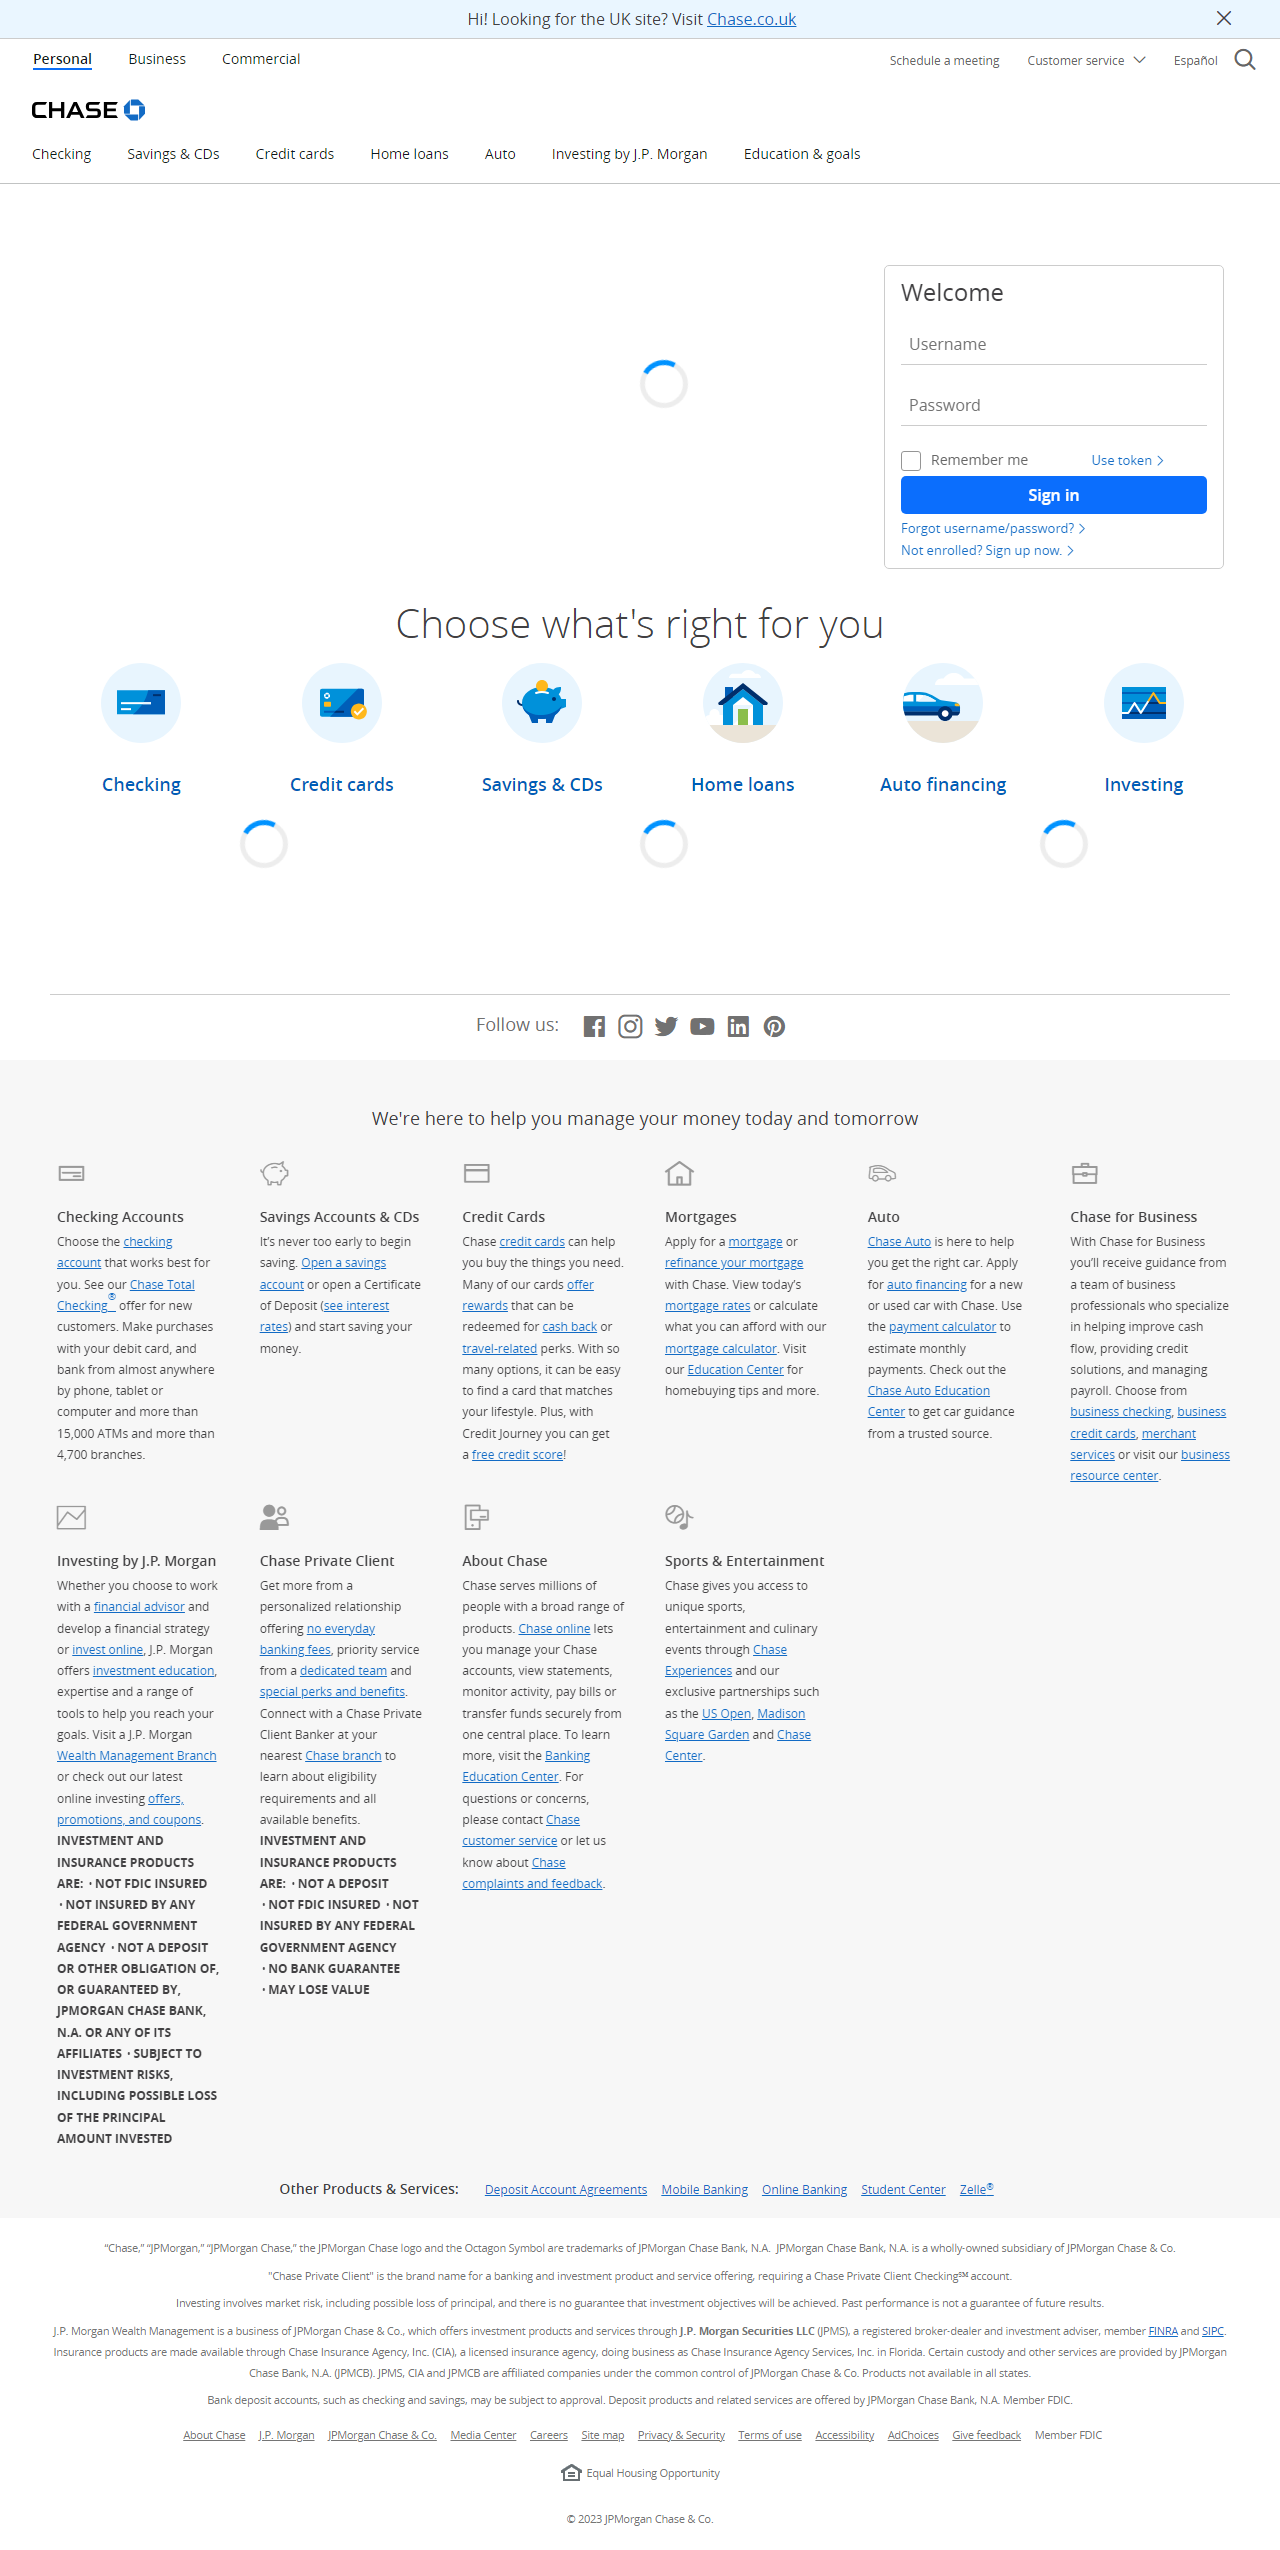 Hi! Looking for the UK site? Visit Chase.co.uk
Personal Business Commercial
Schedule a meeting Customer service Español
CHASE
Checking Savings & CDs Credit cards Home loans Auto Investing by J.P. Morgan Education & goals
Welcome
Username
Password
Remember me Use token
Sign in
Forgot username/password?
Not enrolled? Sign up now.
Choose what's right for you
Checking Credit cards Savings & CDs Home loans Auto financing Investing
Follow us:
We're here to help you manage your money today and tomorrow
Checking Accounts
Choose the checking
account that works best for
you. See our Chase Total
Checking® offer for new
customers. Make purchases
with your debit card, and
bank from almost anywhere
by phone, tablet or
computer and more than
15,000 ATMs and more than
4,700 branches.
Savings Accounts & CDs
It’s never too early to begin
saving. Open a savings
account or open a Certificate
of Deposit (see interest
rates) and start saving your
money.
Credit Cards
Chase credit cards can help
you buy the things you need.
Many of our cards offer
rewards that can be
redeemed for cash back or
travel-related perks. With so
many options, it can be easy
to find a card that matches
your lifestyle. Plus, with
Credit Journey you can get
a free credit score!
Mortgages
Apply for a mortgage or
refinance your mortgage
with Chase. View today’s
mortgage rates or calculate
what you can afford with our
mortgage calculator. Visit
our Education Center for
homebuying tips and more.
Auto
Chase Auto is here to help
you get the right car. Apply
for auto financing for a new
or used car with Chase. Use
the payment calculator to
estimate monthly
payments. Check out the
Chase Auto Education
Center to get car guidance
from a trusted source.
Chase for Business
With Chase for Business
you’ll receive guidance from
a team of business
professionals who specialize
in helping improve cash
flow, providing credit
solutions, and managing
payroll. Choose from
business checking, business
credit cards, merchant
services or visit our business
resource center.
Investing by J.P. Morgan
Whether you choose to work
with a financial advisor and
develop a financial strategy
or invest online, J.P. Morgan
offers investment education,
expertise and a range of
tools to help you reach your
goals. Visit a J.P. Morgan
Wealth Management Branch
or check out our latest
online investing offers,
promotions, and coupons.
INVESTMENT AND
INSURANCE PRODUCTS
ARE: · NOT FDIC INSURED
· NOT INSURED BY ANY
FEDERAL GOVERNMENT
AGENCY · NOT A DEPOSIT
OR OTHER OBLIGATION OF,
OR GUARANTEED BY,
JPMORGAN CHASE BANK,
N.A. OR ANY OF ITS
AFFILIATES · SUBJECT TO
INVESTMENT RISKS,
INCLUDING POSSIBLE LOSS
OF THE PRINCIPAL
AMOUNT INVESTED
Chase Private Client
Get more from a
personalized relationship
offering no everyday
banking fees, priority service
from a dedicated team and
special perks and benefits.
Connect with a Chase Private
Client Banker at your
nearest Chase branch to
learn about eligibility
requirements and all
available benefits.
INVESTMENT AND
INSURANCE PRODUCTS
ARE: · NOT A DEPOSIT
· NOT FDIC INSURED · NOT
INSURED BY ANY FEDERAL
GOVERNMENT AGENCY
· NO BANK GUARANTEE
· MAY LOSE VALUE
About Chase
Chase serves millions of
people with a broad range of
products. Chase online lets
you manage your Chase
accounts, view statements,
monitor activity, pay bills or
transfer funds securely from
one central place. To learn
more, visit the Banking
Education Center. For
questions or concerns,
please contact Chase
customer service or let us
know about Chase
complaints and feedback.
Sports & Entertainment
Chase gives you access to
unique sports,
entertainment and culinary
events through Chase
Experiences and our
exclusive partnerships such
as the US Open, Madison
Square Garden and Chase
Center.
Other Products & Services: Deposit Account Agreements Mobile Banking Online Banking Student Center Zelle®
“Chase,” “JPMorgan,” “JPMorgan Chase,” the JPMorgan Chase logo and the Octagon Symbol are trademarks of JPMorgan Chase Bank, N.A. JPMorgan Chase Bank, N.A. is a wholly-owned subsidiary of JPMorgan Chase & Co.
"Chase Private Client" is the brand name for a banking and investment product and service offering, requiring a Chase Private Client Checking℠ account.
Investing involves market risk, including possible loss of principal, and there is no guarantee that investment objectives will be achieved. Past performance is not a guarantee of future results.
J.P. Morgan Wealth Management is a business of JPMorgan Chase & Co., which offers investment products and services through J.P. Morgan Securities LLC (JPMS), a registered broker-dealer and investment adviser, member FINRA and SIPC.
Insurance products are made available through Chase Insurance Agency, Inc. (CIA), a licensed insurance agency, doing business as Chase Insurance Agency Services, Inc. in Florida. Certain custody and other services are provided by JPMorgan
Chase Bank, N.A. (JPMCB). JPMS, CIA and JPMCB are affiliated companies under the common control of JPMorgan Chase & Co. Products not available in all states.
Bank deposit accounts, such as checking and savings, may be subject to approval. Deposit products and related services are offered by JPMorgan Chase Bank, N.A. Member FDIC.
About Chase J.P. Morgan JPMorgan Chase & Co. Media Center Careers Site map Privacy & Security Terms of use Accessibility AdChoices Give feedback Member FDIC
Equal Housing Opportunity
© 2023 JPMorgan Chase & Co.